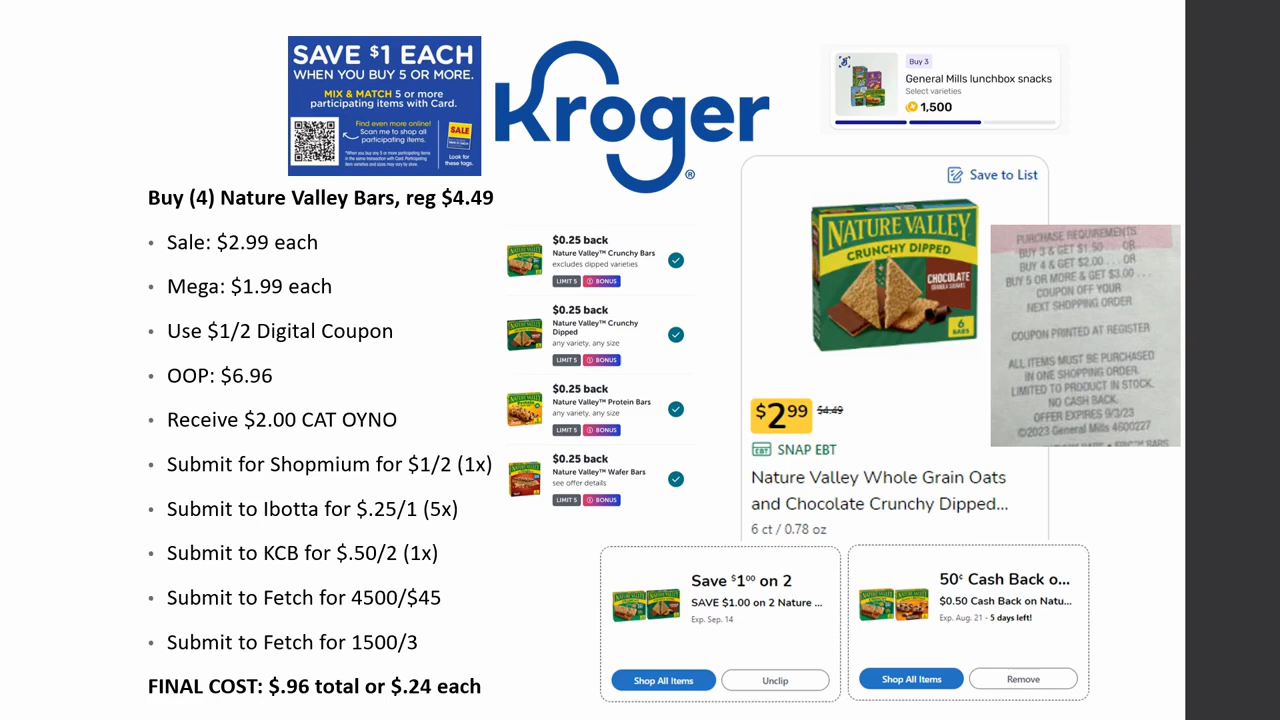 SAVE $1 EACH
WHEN YOU BUY 5 OR MORE.
MIX & MATCH 5 or more
participating items with Card.
Find even more online!
Scan me to shop all
participating items.
SALE
Look for
these tags.
Kroger®
Buy 3
General Mills lunchbox snacks
Select varieties
1,500
Buy (4) Nature Valley Bars, reg $4.49
• Sale: $2.99 each
• Mega: $1.99 each
• Use $1/2 Digital Coupon
• OOP: $6.96
• Receive $2.00 CAT OYNO
• Submit for Shopmium for $1/2 (1x)
• Submit to Ibotta for $.25/1 (5x)
• Submit to KCB for $.50/2 (1x)
• Submit to Fetch for 4500/$45
• Submit to Fetch for 1500/3
FINAL COST: $.96 total or $.24 each
$0.25 back
Nature Valley™ Crunchy Bars
excludes dipped varieties
LIMIT 5 BONUS
$0.25 back
Nature Valley™ Crunchy
Dipped
any variety, any size
LIMIT 5 BONUS
$0.25 back
Nature Valley™ Protein Bars
any variety, any size
LIMIT 5 BONUS
$0.25 back
Nature Valley™ Wafer Bars
see offer details
LIMIT 5 BONUS
Save to List
NATURE VALLEY
CRUNCHY DIPPED
CHOCOLATE
6
BARS
$2.99 $4.49
EBT SNAP EBT
Nature Valley Whole Grain Oats
and Chocolate Crunchy Dipped...
6 ct / 0.78 oz
PURCHASE REQUIREMENTS
BUY 3 & GET $1.50 ... OR
BUY 4 & GET $2.00 ... OR
BUY 5 OR MORE & GET $3.00 ...
COUPON OFF YOUR
NEXT SHOPPING ORDER
COUPON PRINTED AT REGISTER
ALL ITEMS MUST BE PURCHASED
IN ONE SHOPPING ORDER.
LIMITED TO PRODUCT IN STOCK.
NO CASH BACK.
OFFER EXPIRES 9/3/23
©2023 General Mills 4600227
Save $1.00 on 2
SAVE $1.00 on 2 Nature ...
Exp. Sep. 14
Shop All Items
Unclip
50¢ Cash Back o...
$0.50 Cash Back on Natu...
Exp. Aug. 21 - 5 days left!
Shop All Items
Remove